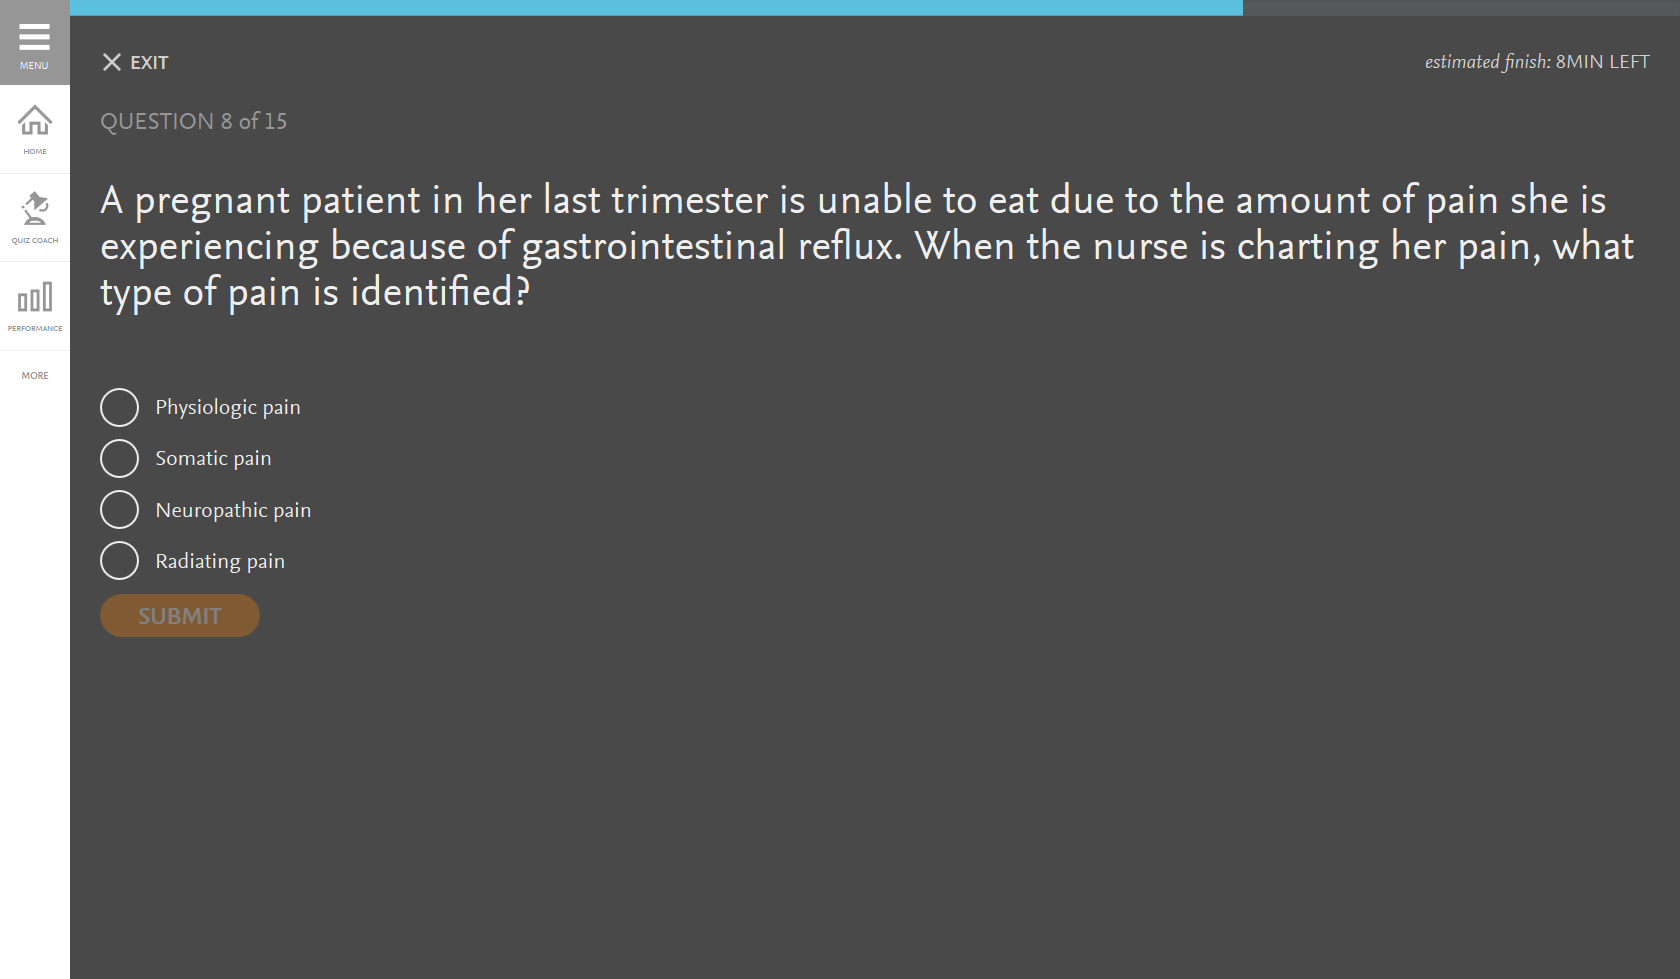 MENU
EXIT
estimated finish: 8MIN LEFT
QUESTION 8 of 15
HOME
A pregnant patient in her last trimester is unable to eat due to the amount of pain she is
experiencing because of gastrointestinal reflux. When the nurse is charting her pain, what
type of pain is identified?
QUIZ COACH
PERFORMANCE
MORE
Physiologic pain
Somatic pain
Neuropathic pain
Radiating pain
SUBMIT